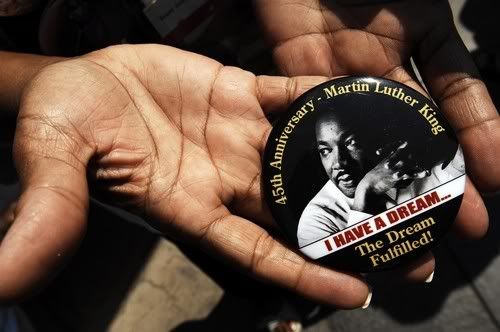 45th Anniversary - Martin Luther King
I HAVE A DREAM...
The Dream
Fulfilled!